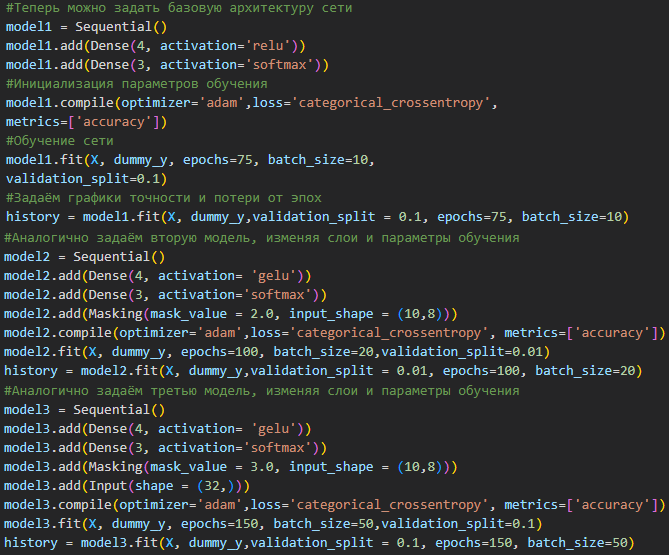 #Теперь можно задать базовую архитектуру сети
model1 = Sequential()
model1.add(Dense(4, activation='relu'))
model1.add(Dense(3, activation='softmax'))
#Инициализация параметров обучения
model1.compile(optimizer='adam',loss='categorical_crossentropy',
metrics=['accuracy'])
#Обучение сети
model1.fit(X, dummy_y, epochs=75, batch_size=10,
validation_split=0.1)
#Задаём графики точности и потери от эпох
history = model1.fit(X, dummy_y,validation_split = 0.1, epochs=75, batch_size=10)
#Аналогично задаём вторую модель, изменяя слои и параметры обучения
model2 = Sequential()
model2.add(Dense(4, activation= 'gelu'))
model2.add(Dense(3, activation='softmax'))
model2.add(Masking(mask_value = 2.0, input_shape = (10,8)))
model2.compile(optimizer='adam',loss='categorical_crossentropy', metrics=['accuracy'])
model2.fit(X, dummy_y, epochs=100, batch_size=20,validation_split=0.01)
history = model2.fit(X, dummy_y,validation_split = 0.01, epochs=100, batch_size=20)
#Аналогично задаём третью модель, изменяя слои и параметры обучения
model3 = Sequential()
model3.add(Dense(4, activation= 'gelu'))
model3.add(Dense(3, activation='softmax'))
model3.add(Masking(mask_value = 3.0, input_shape = (10,8)))
model3.add(Input(shape = (32,)))
model3.compile(optimizer='adam',loss='categorical_crossentropy', metrics=['accuracy'])
model3.fit(X, dummy_y, epochs=150, batch_size=50,validation_split=0.1)
history = model3.fit(X, dummy_y,validation_split = 0.1, epochs=150, batch_size=50)